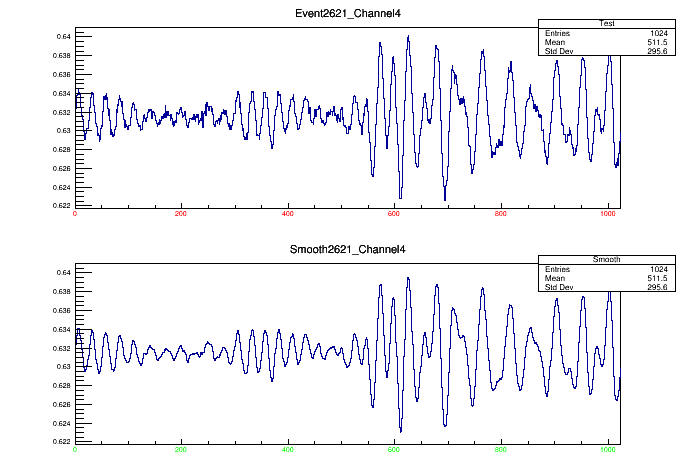 Event2621_Channel4
Test
Entries 1024
Mean 511.5
Std Dev 295.6
0.64
0.638
0.636
0.634
0.632
0.63
0.628
0.626
0.624
0.622
0 200 400 600 800 1000
Smooth2621_Channel4
Smooth
Entries 1024
Mean 511.5
Std Dev 295.6
0.64
0.638
0.636
0.634
0.632
0.63
0.628
0.626
0.624
0.622
0 200 400 600 800 1000